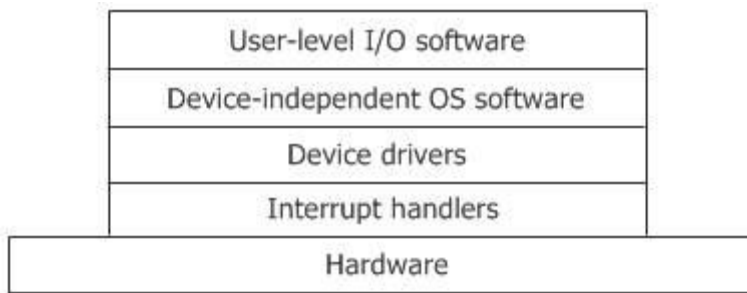 User-level I/O software
Device-independent OS software
Device drivers
Interrupt handlers
Hardware